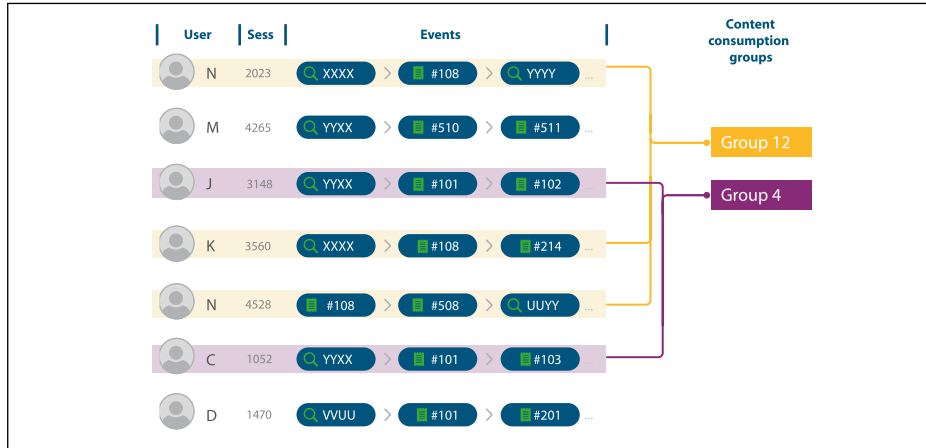 User Sess Events
Content
consumption
groups
N 2023 XXXX #108 YYYY ...
M 4265 YYXX #510 #511 ...
Group 12
J 3148 YYXX #101 #102 ...
Group 4
K 3560 XXXX #108 #214 ...
N 4528 #108 #508 UUYY ...
C 1052 YYXX #101 #103 ...
D 1470 VVUU #101 #201 ...